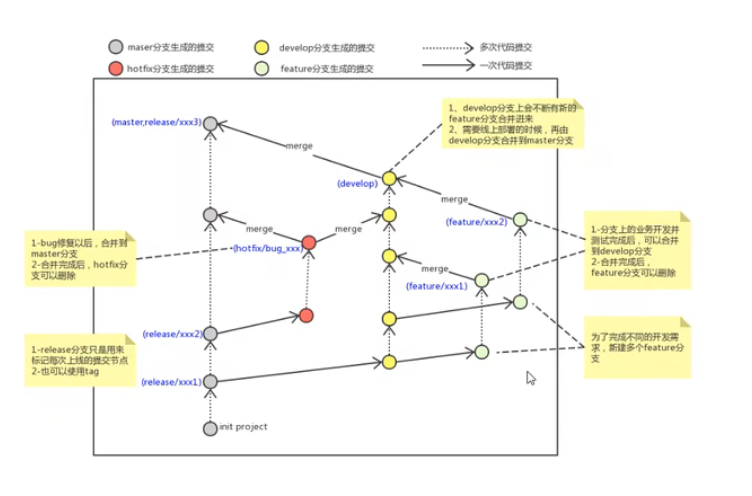 maser分支生成的提交
develop分支生成的提交
多次代码提交
hotfix分支生成的提交
feature分支生成的提交
一次代码提交
1、develop分支上会不断有新的
feature分支合并进来
2、需要线上部署的时候，再由
develop分支合并到master分支
(master,release/xxx3)
merge
(develop)
merge
(feature/xxx2)
1-分支上的业务开发并
测试完成后，可以合并
到develop分支
2-合并完成后，
feature分支可以删除
merge
merge
1-bug修复以后，合并到
master分支
2-合并完成后，hotfix分
支可以删除
(hotfix/bug_xxx)
merge
(feature/xxx1)
为了完成不同的开发需
求，新建多个feature分
支
(release/xxx2)
1-release分支只是用来
标记每次上线的提交节点
2-也可以使用tag
(release/xxx1)
init project